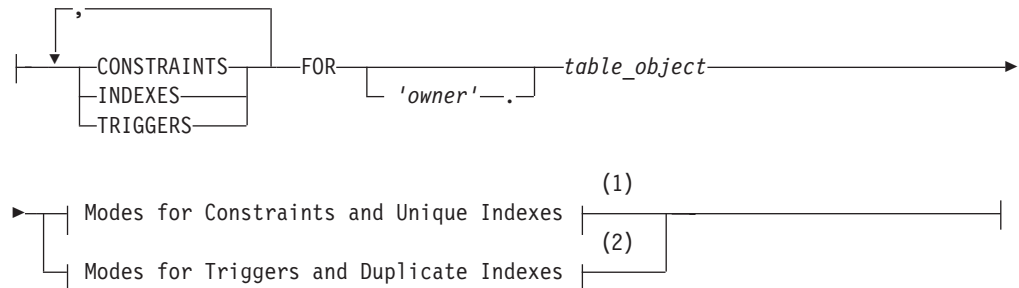 ,
CONSTRAINTS FOR table_object
INDEXES 'owner' .
TRIGGERS
(1)
Modes for Constraints and Unique Indexes
(2)
Modes for Triggers and Duplicate Indexes